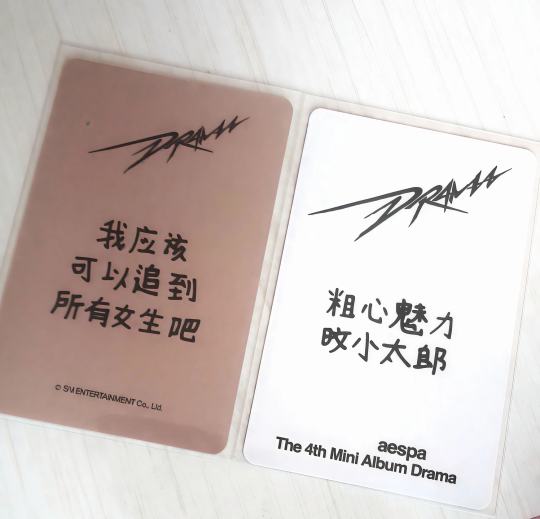 DRAMA
我应该
可以追到
所有女生吧
© SM ENTERTAINMENT Co., Ltd.
DRAMA
粗心魅力
旼小太郎
aespa
The 4th Mini Album Drama